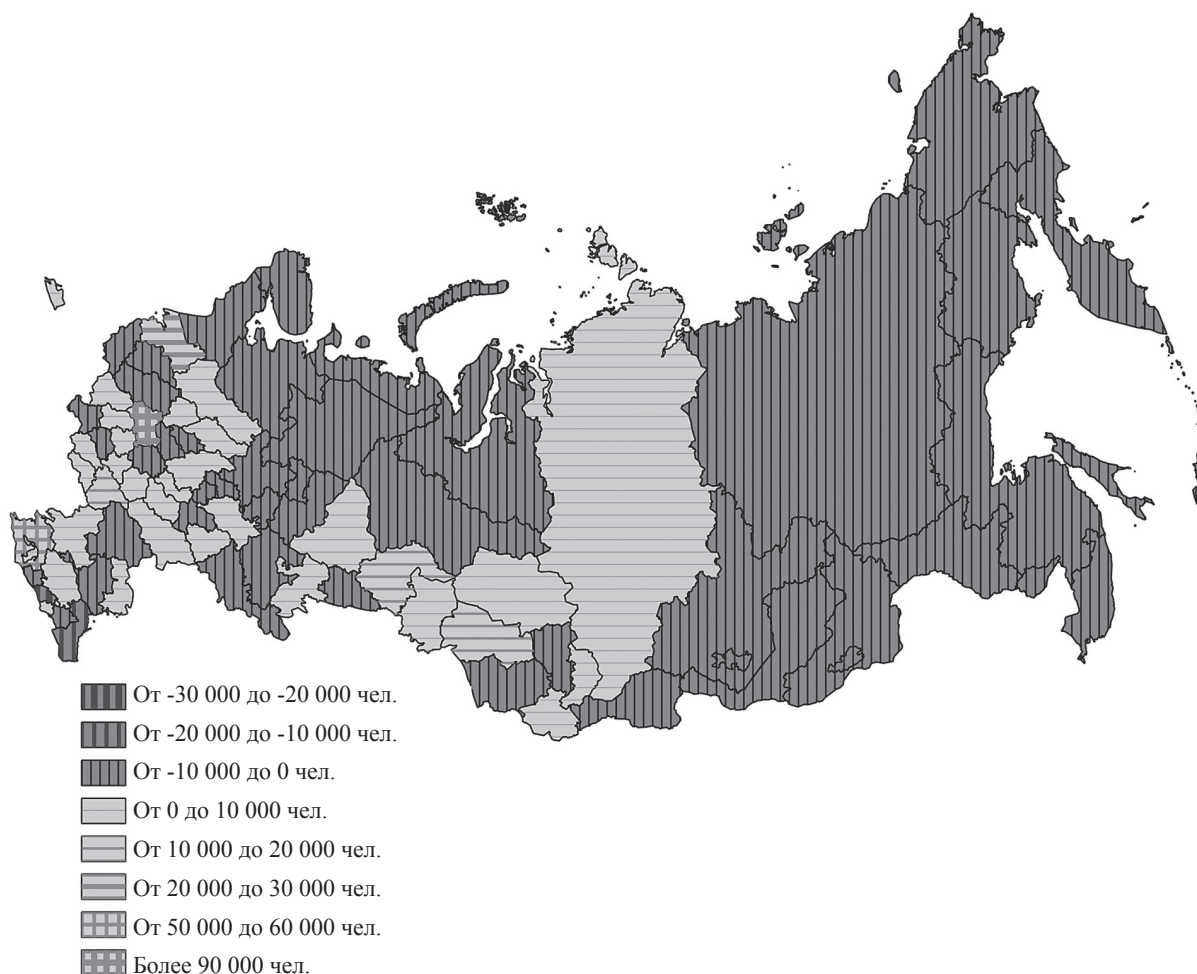 От -30 000 до -20 000 чел.
От -20 000 до -10 000 чел.
От -10 000 до 0 чел.
От 0 до 10 000 чел.
От 10 000 до 20 000 чел.
От 20 000 до 30 000 чел.
От 50 000 до 60 000 чел.
Более 90 000 чел.